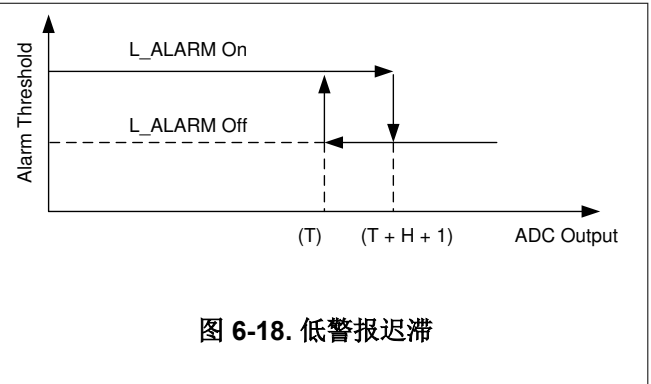 Alarm Threshold
L_ALARM On
L_ALARM Off
(T)
(T + H + 1)
ADC Output
图 6-18. 低警报迟滞